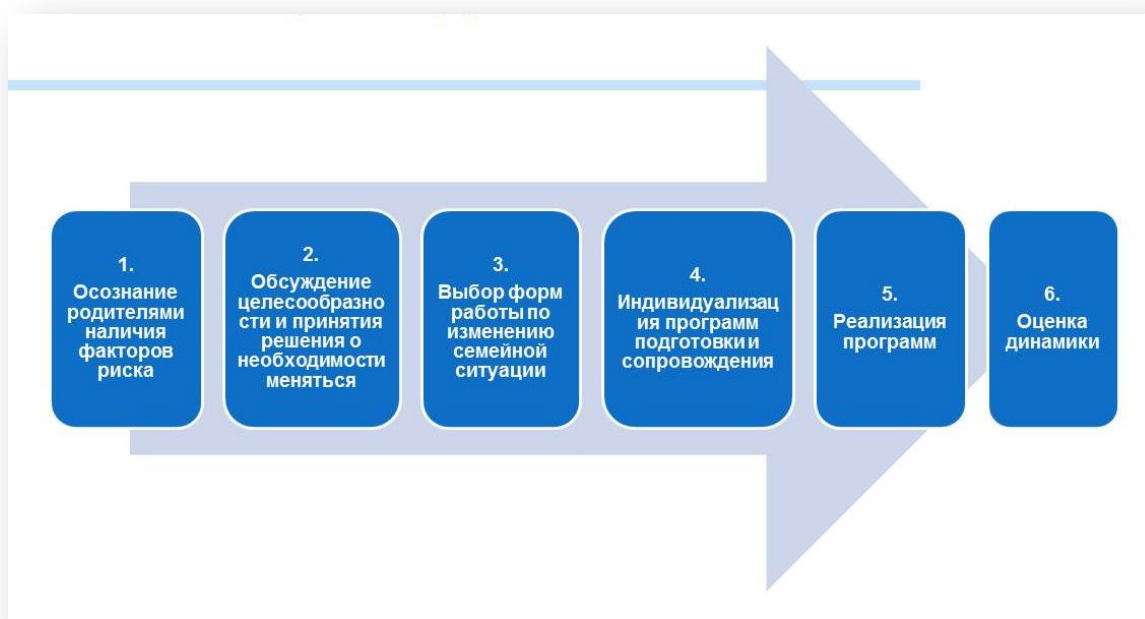 1.
Осознание
родителями
наличия
факторов
риска
2.
Обсуждение
целесообразно
сти и принятия
решения о
необходимости
меняться
3.
Выбор форм
работы по
изменению
семейной
ситуации
4.
Индивидуализац
ия программ
подготовки и
сопровождения
5.
Реализация
программ
6.
Оценка
динамики